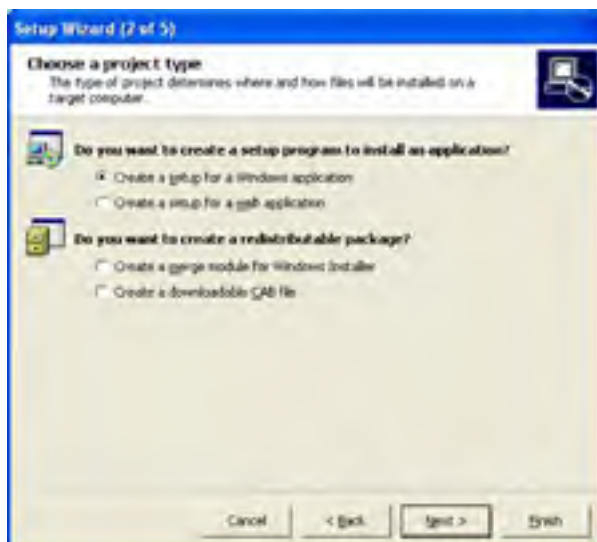 Setup Wizard (2 of 5)
Choose a project type
The type of project determines where and how files will be installed on a
target computer.
Do you want to create a setup program to install an application?
Create a setup for a Windows application
Create a setup for a web application
Do you want to create a redistributable package?
Create a merge module for Windows Installer
Create a downloadable CAB file
Cancel
< Back
Next >
Finish